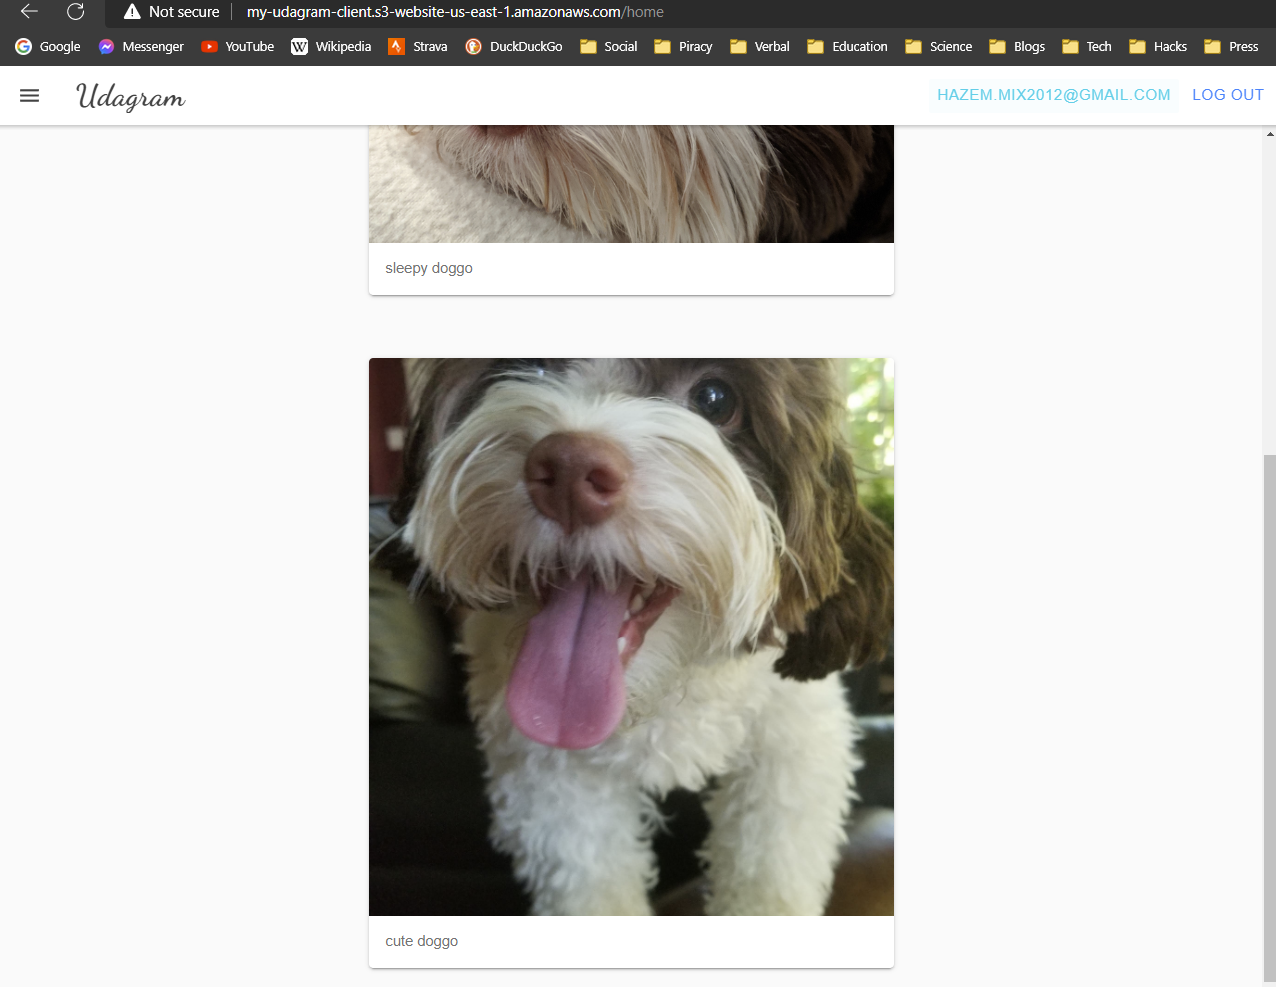 Not secure my-udagram-client.s3-website-us-east-1.amazonaws.com/home
Google Messenger YouTube Wikipedia Strava DuckDuckGo Social Piracy Verbal Education Science Blogs Tech Hacks Press
Udagram HAZEM.MIX2012@GMAIL.COM LOG OUT
sleepy doggo
cute doggo